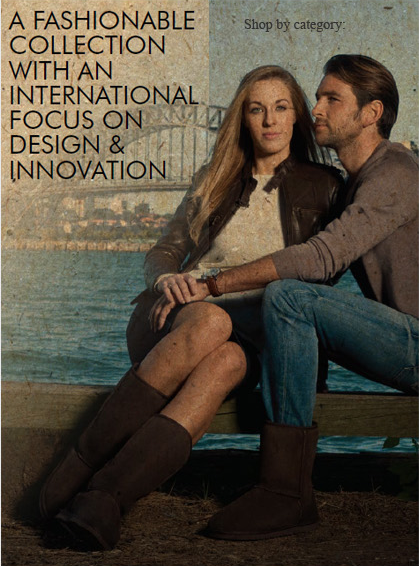 A FASHIONABLE
COLLECTION
WITH AN
INTERNATIONAL
FOCUS ON
DESIGN &
INNOVATION
Shop by category: